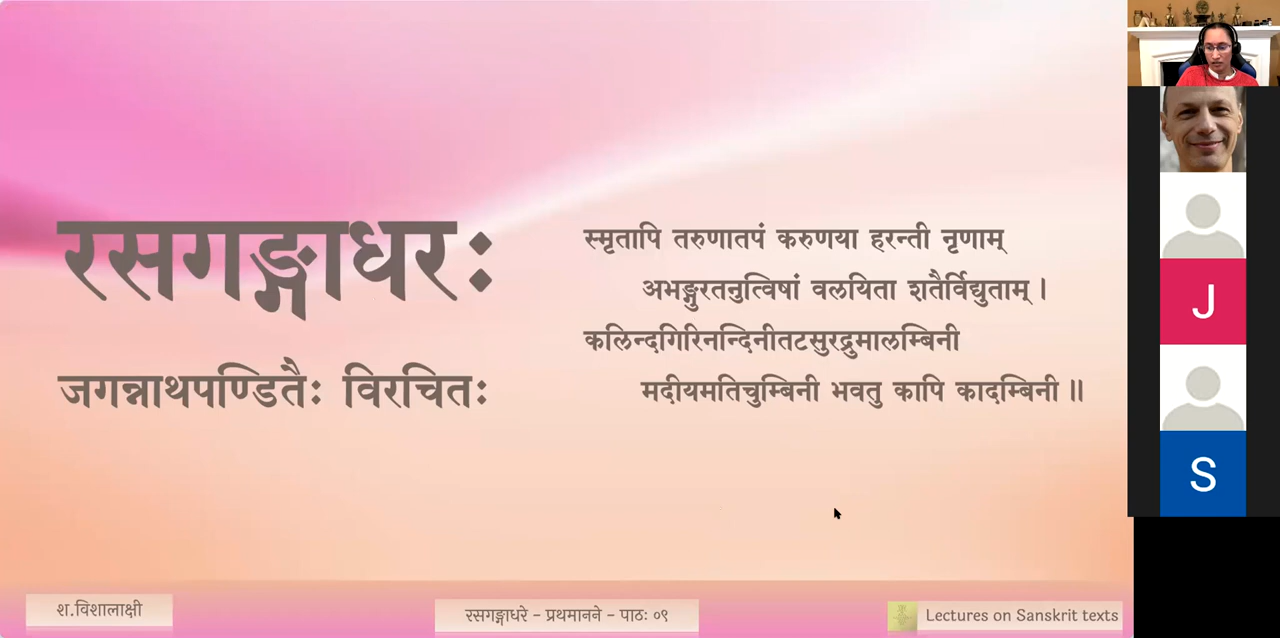 रसगङ्गाधरः
जगन्नाथपण्डितैः विरचितः
स्मृतापि तरुणातपं करुणया हरन्ती नृणाम्
अभङ्गुरतनुत्विषां वलयिता शतैर्विद्युताम् ।
कलिन्दगिरिनन्दिनीतटसुरद्रुमालम्बिनी
मदीयमतिचुम्बिनी भवतु कापि कादम्बिनी ॥
श.विशालाक्षी
रसगङ्गाधरे - प्रथमानने - पाठः ०९
Lectures on Sanskrit texts
J
S